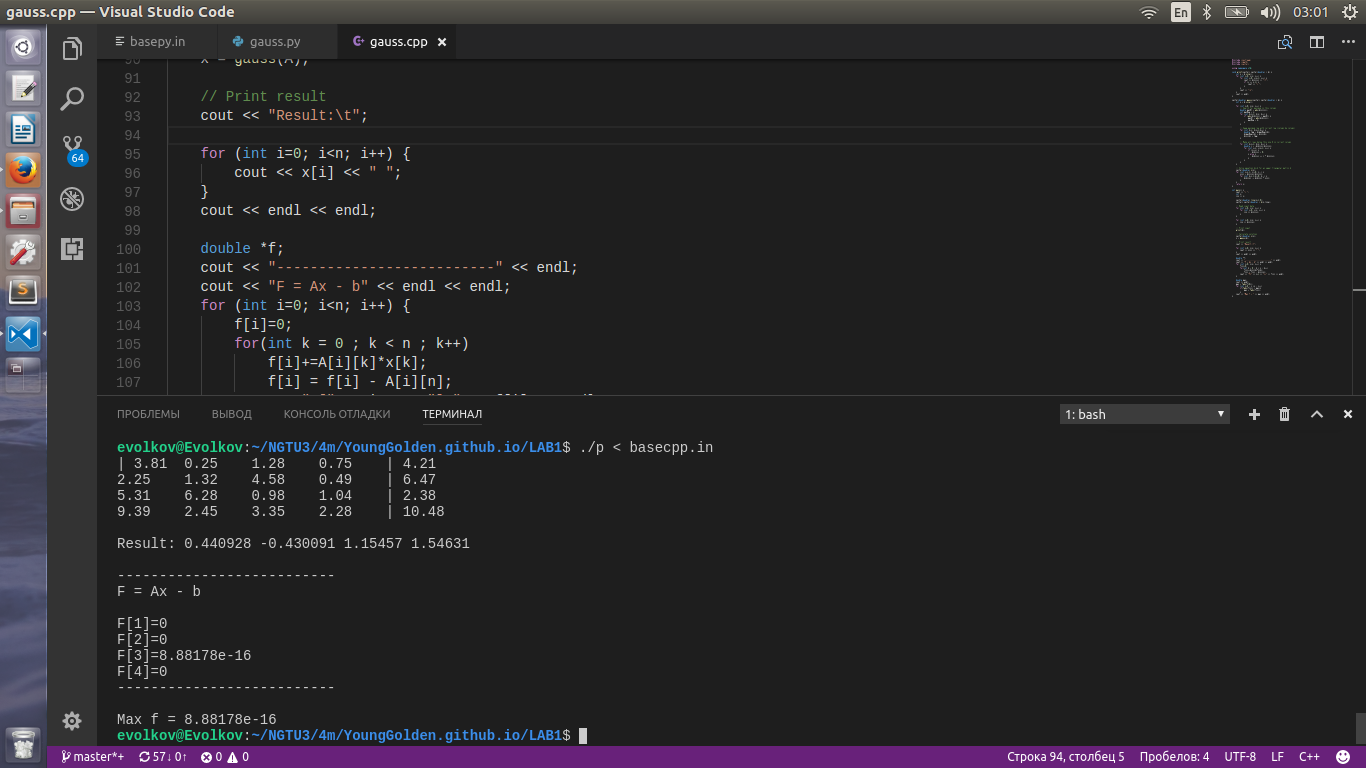 gauss.cpp — Visual Studio Code
En
03:01
basepy.in
gauss.py
gauss.cpp
90 x = gauss(A);
91
92 // Print result
93 cout << "Result:\t";
94
95 for (int i=0; i<n; i++) {
96 cout << x[i] << " ";
97 }
98 cout << endl << endl;
99
100 double *f;
101 cout << "--------------------------" << endl;
102 cout << "F = Ax - b" << endl << endl;
103 for (int i=0; i<n; i++) {
104 f[i]=0;
105 for(int k = 0 ; k < n ; k++)
106 f[i]+=A[i][k]*x[k];
107 f[i] = f[i] - A[i][n];
64
ПРОБЛЕМЫ ВЫВОД КОНСОЛЬ ОТЛАДКИ ТЕРМИНАЛ
1: bash
evolkov@Evolkov:~/NGTU3/4m/YoungGolden.github.io/LAB1$ ./p < basecpp.in
| 3.81 0.25 1.28 0.75 | 4.21
2.25 1.32 4.58 0.49 | 6.47
5.31 6.28 0.98 1.04 | 2.38
9.39 2.45 3.35 2.28 | 10.48
Result: 0.440928 -0.430091 1.15457 1.54631
--------------------------
F = Ax - b
F[1]=0
F[2]=0
F[3]=8.88178e-16
F[4]=0
--------------------------
Max f = 8.88178e-16
evolkov@Evolkov:~/NGTU3/4m/YoungGolden.github.io/LAB1$
master*+ 57↓ 0↑ 0 0 Строка 94, столбец 5 Пробелов: 4 UTF-8 LF C++